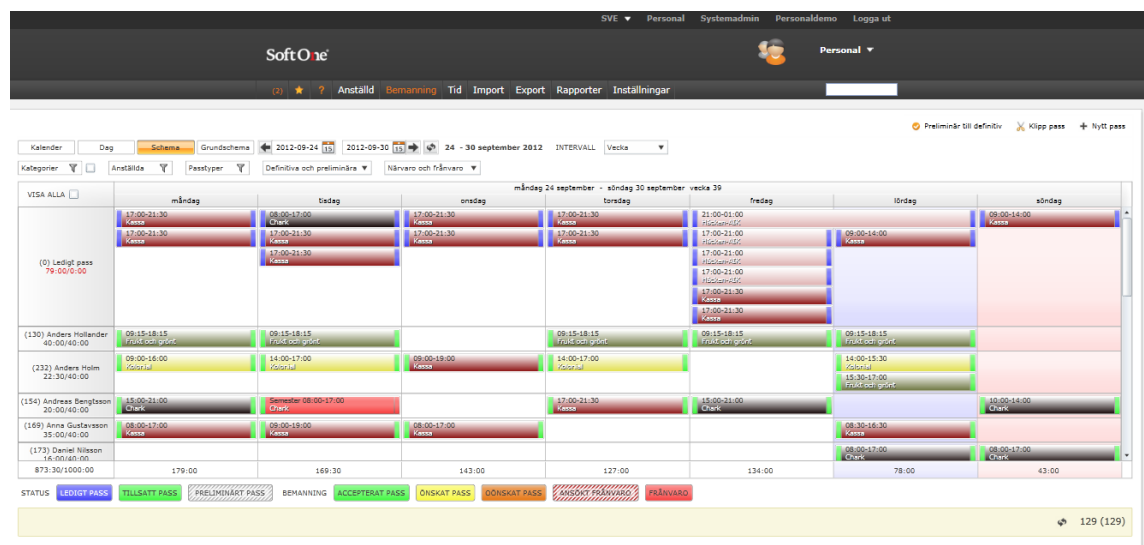 SVE ▼ Personal Systemadmin Personaldemo Logga ut
SoftOne
Personal ▼
(2) ★ ? Anställd Bemanning Tid Import Export Rapporter Inställningar
Preliminär till definitiv Klipp pass + Nytt pass
Kalender Dag Schema Grundschema 2012-09-24 15 2012-09-30 15 24 - 30 september 2012 INTERVALL Vecka ▼
Kategorier Anställda Passtyper Definitiva och preliminära ▼ Närvaro och frånvaro ▼
VISA ALLA
måndag 24 september - söndag 30 september vecka 39
måndag tisdag onsdag torsdag fredag lördag söndag
(0) Ledigt pass
79:00/0:00
17:00-21:30 08:00-17:00 17:00-21:30 17:00-21:30 21:00-01:00 09:00-14:00
Kassa Chark Kassa Kassa Häcken-AIK Kassa
17:00-21:30 17:00-21:30 17:00-21:30 17:00-21:30 17:00-21:00 09:00-14:00
Kassa Kassa Kassa Kassa Häcken-AIK Kassa
17:00-21:30 17:00-21:00
Kassa Häcken-AIK
17:00-21:00
Häcken-AIK
17:00-21:30
Kassa
17:00-21:30
Kassa
(130) Anders Hollander
40:00/40:00
09:15-18:15 09:15-18:15 09:15-18:15 09:15-18:15 09:15-18:15
Frukt och grönt Frukt och grönt Frukt och grönt Frukt och grönt Frukt och grönt
(232) Anders Holm
22:30/40:00
09:00-16:00 14:00-17:00 09:00-19:00 14:00-17:00 14:00-15:30
Kolonial Kolonial Kassa Kolonial Kolonial
15:30-17:00
Frukt och grönt
(154) Andreas Bengtsson
20:00/40:00
15:00-21:00 Semester 08:00-17:00 17:00-21:30 15:00-21:00 10:00-14:00
Chark Chark Kassa Chark Chark
(169) Anna Gustavsson
35:00/40:00
08:00-17:00 09:00-19:00 08:00-17:00 08:30-16:30
Kassa Kassa Kassa Kassa
(173) Daniel Nilsson
16:00/40:00
08:00-17:00 08:00-17:00
Chark Chark
873:30/1000:00 179:00 169:30 143:00 127:00 134:00 78:00 43:00
STATUS LEDIGT PASS TILLSATT PASS PRELIMINÄRT PASS BEMANNING ACCEPTERAT PASS ÖNSKAT PASS OÖNSKAT PASS ANSÖKT FRÅNVARO FRÅNVARO
129 (129)